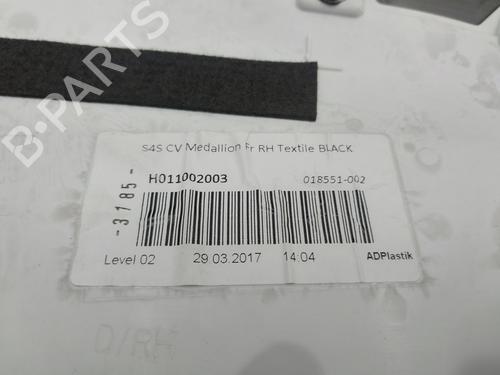 B-PARTS
S4S CV Medallion Fr RH Textile BLACK
H011002003 018551-002
-3185-
Level 02 29.03.2017 14:04 ADPlastik
D/RH